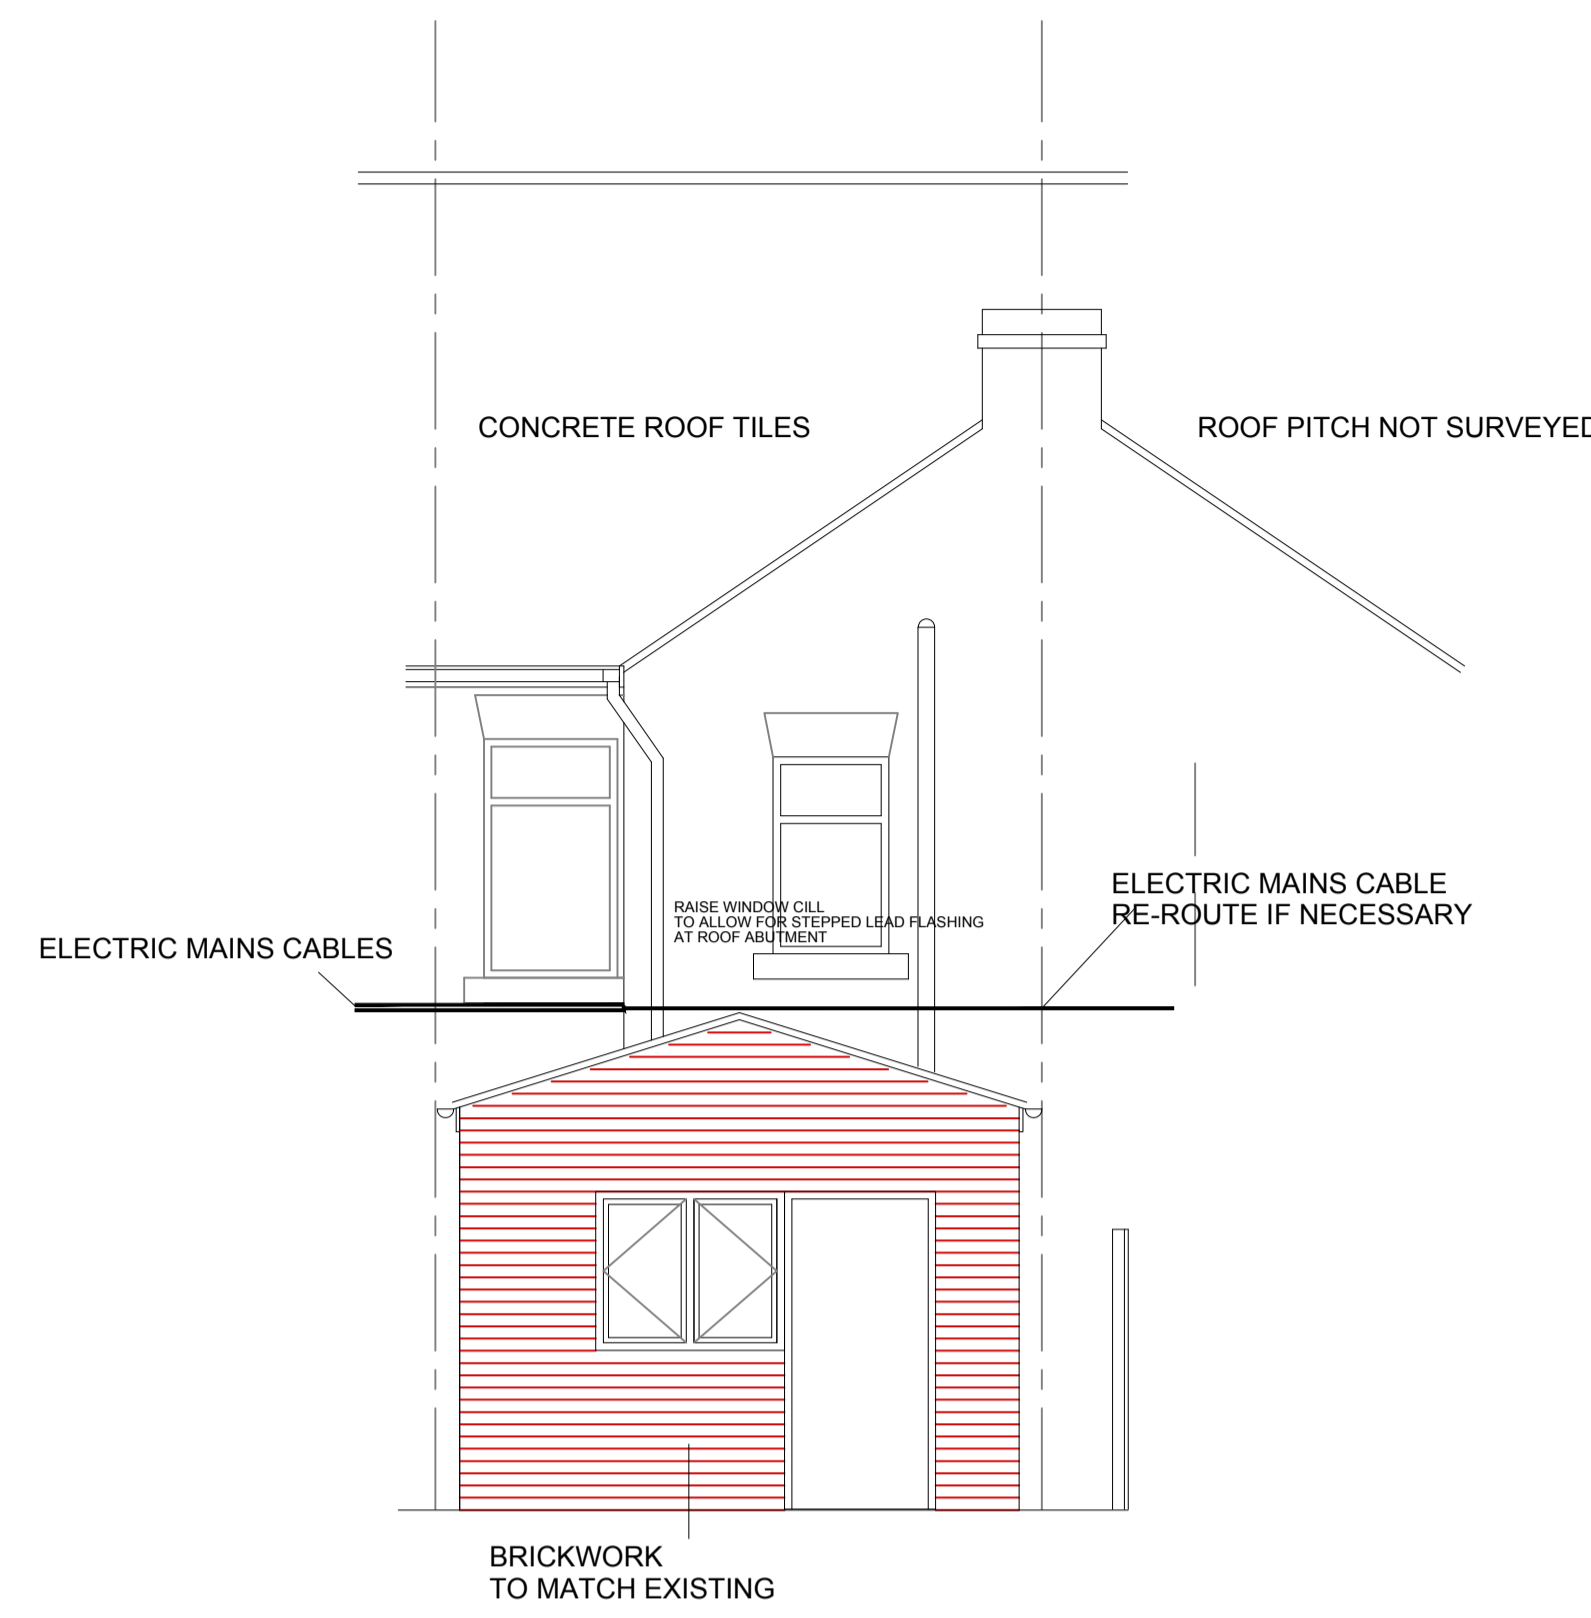 CONCRETE ROOF TILES
ROOF PITCH NOT SURVEYED
ELECTRIC MAINS CABLE
RE-ROUTE IF NECESSARY
RAISE WINDOW CILL
TO ALLOW FOR STEPPED LEAD FLASHING
AT ROOF ABUTMENT
ELECTRIC MAINS CABLES
BRICKWORK
TO MATCH EXISTING